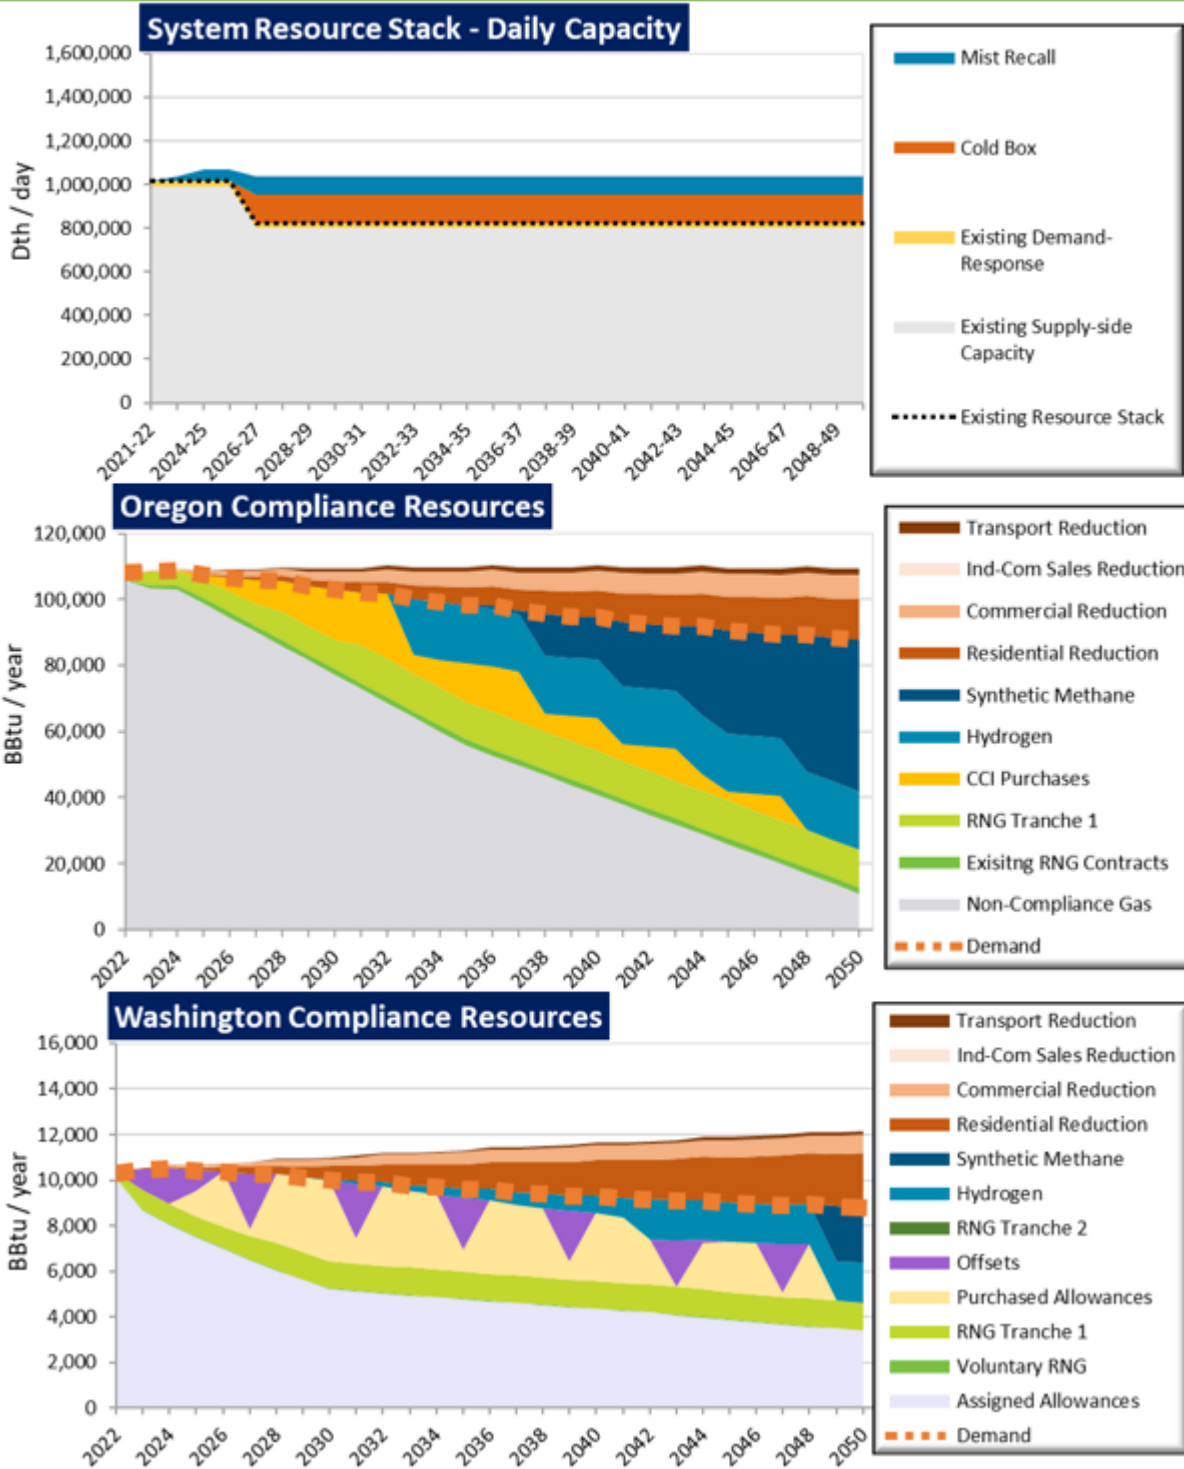 System Resource Stack - Daily Capacity
1,600,000
1,400,000
1,200,000
1,000,000
800,000
600,000
400,000
200,000
0
Dth / day
2021-22
2024-25
2026-27
2028-29
2030-31
2032-33
2034-35
2036-37
2038-39
2040-41
2042-43
2044-45
2046-47
2048-49
Mist Recall
Cold Box
Existing Demand-
Response
Existing Supply-side
Capacity
Existing Resource Stack
Oregon Compliance Resources
120,000
100,000
80,000
60,000
40,000
20,000
0
BBtu / year
2022
2024
2026
2028
2030
2032
2034
2036
2038
2040
2042
2044
2046
2048
2050
Transport Reduction
Ind-Com Sales Reduction
Commercial Reduction
Residential Reduction
Synthetic Methane
Hydrogen
CCI Purchases
RNG Tranche 1
Exisitng RNG Contracts
Non-Compliance Gas
Demand
Washington Compliance Resources
16,000
14,000
12,000
10,000
8,000
6,000
4,000
2,000
0
BBtu / year
2022
2024
2026
2028
2030
2032
2034
2036
2038
2040
2042
2044
2046
2048
2050
Transport Reduction
Ind-Com Sales Reduction
Commercial Reduction
Residential Reduction
Synthetic Methane
Hydrogen
RNG Tranche 2
Offsets
Purchased Allowances
RNG Tranche 1
Voluntary RNG
Assigned Allowances
Demand